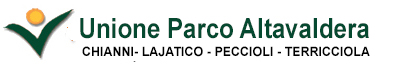 Unione Parco Altavaldera
CHIANNI- LAJATICO - PECCIOLI - TERRICCIOLA